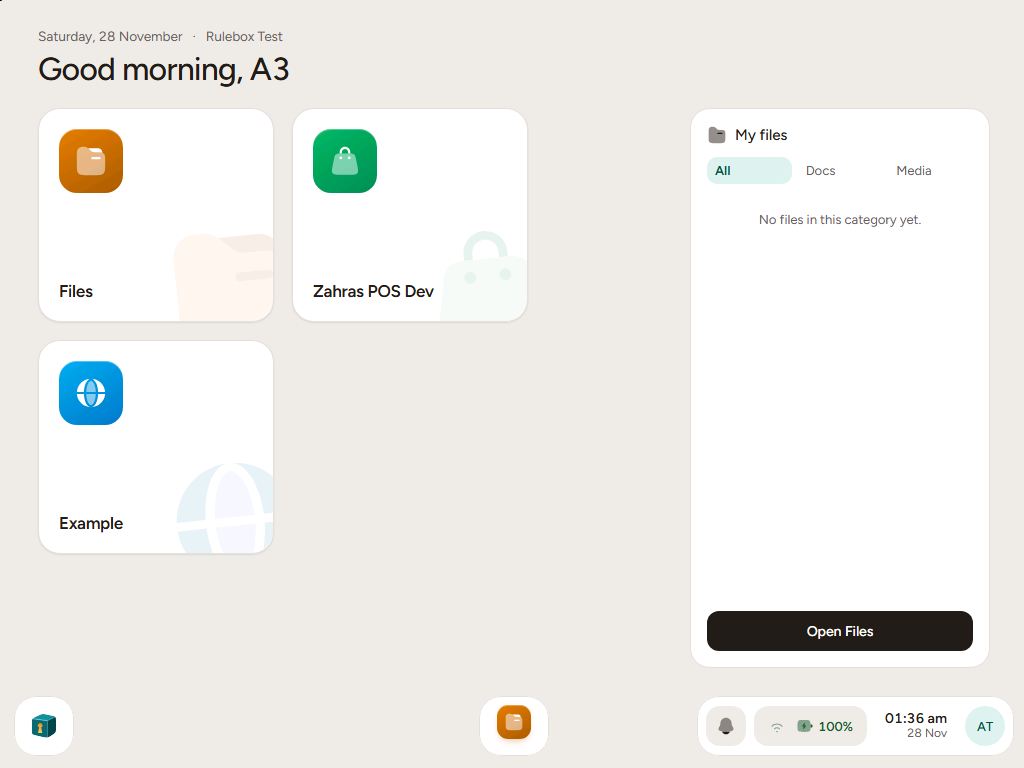 Saturday, 28 November · Rulebox Test
Good morning, A3
Files
Zahras POS Dev
Example
My files
All Docs Media
No files in this category yet.
Open Files
100%
01:36 am
28 Nov
AT